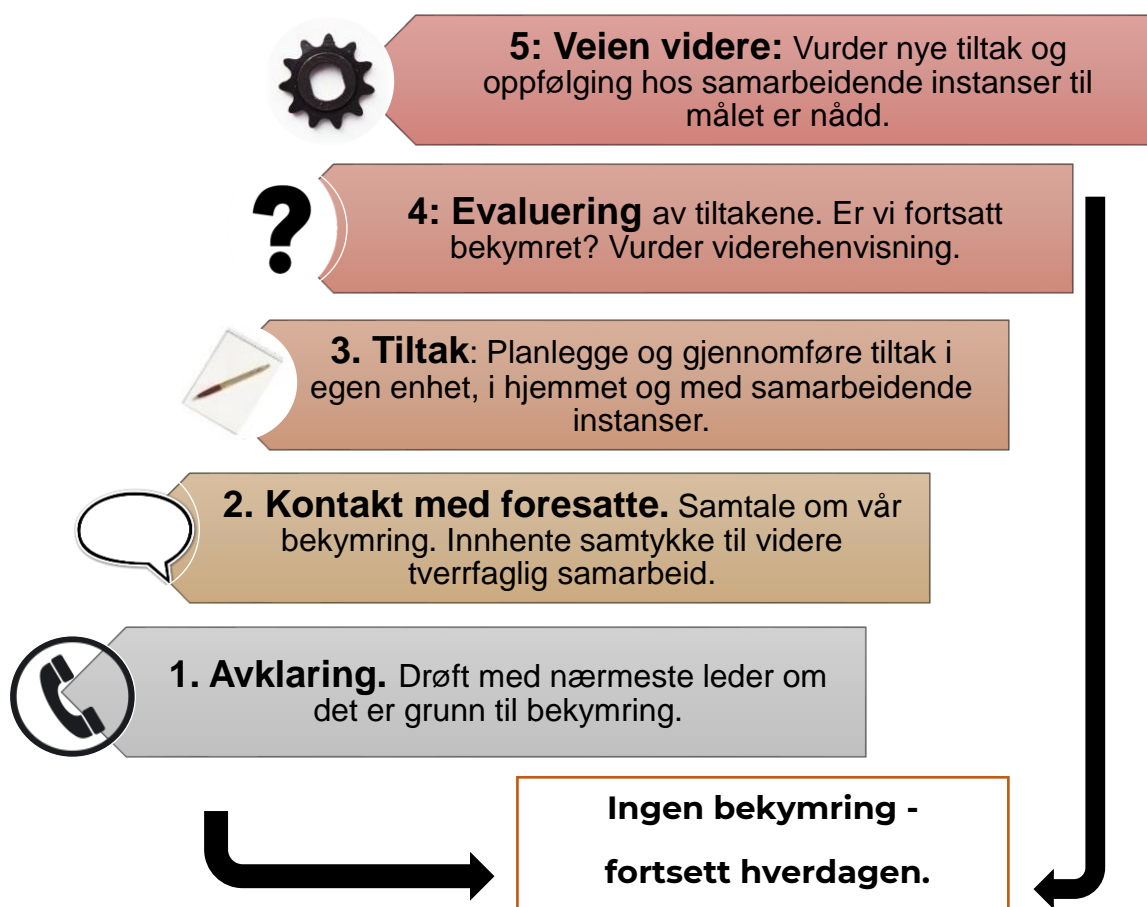 5: Veien videre: Vurder nye tiltak og
oppfølging hos samarbeidende instanser til
målet er nådd.
4: Evaluering av tiltakene. Er vi fortsatt
bekymret? Vurder viderehenvisning.
3. Tiltak: Planlegge og gjennomføre tiltak i
egen enhet, i hjemmet og med samarbeidende
instanser.
2. Kontakt med foresatte. Samtale om vår
bekymring. Innhente samtykke til videre
tverrfaglig samarbeid.
1. Avklaring. Drøft med nærmeste leder om
det er grunn til bekymring.
Ingen bekymring -
fortsett hverdagen.